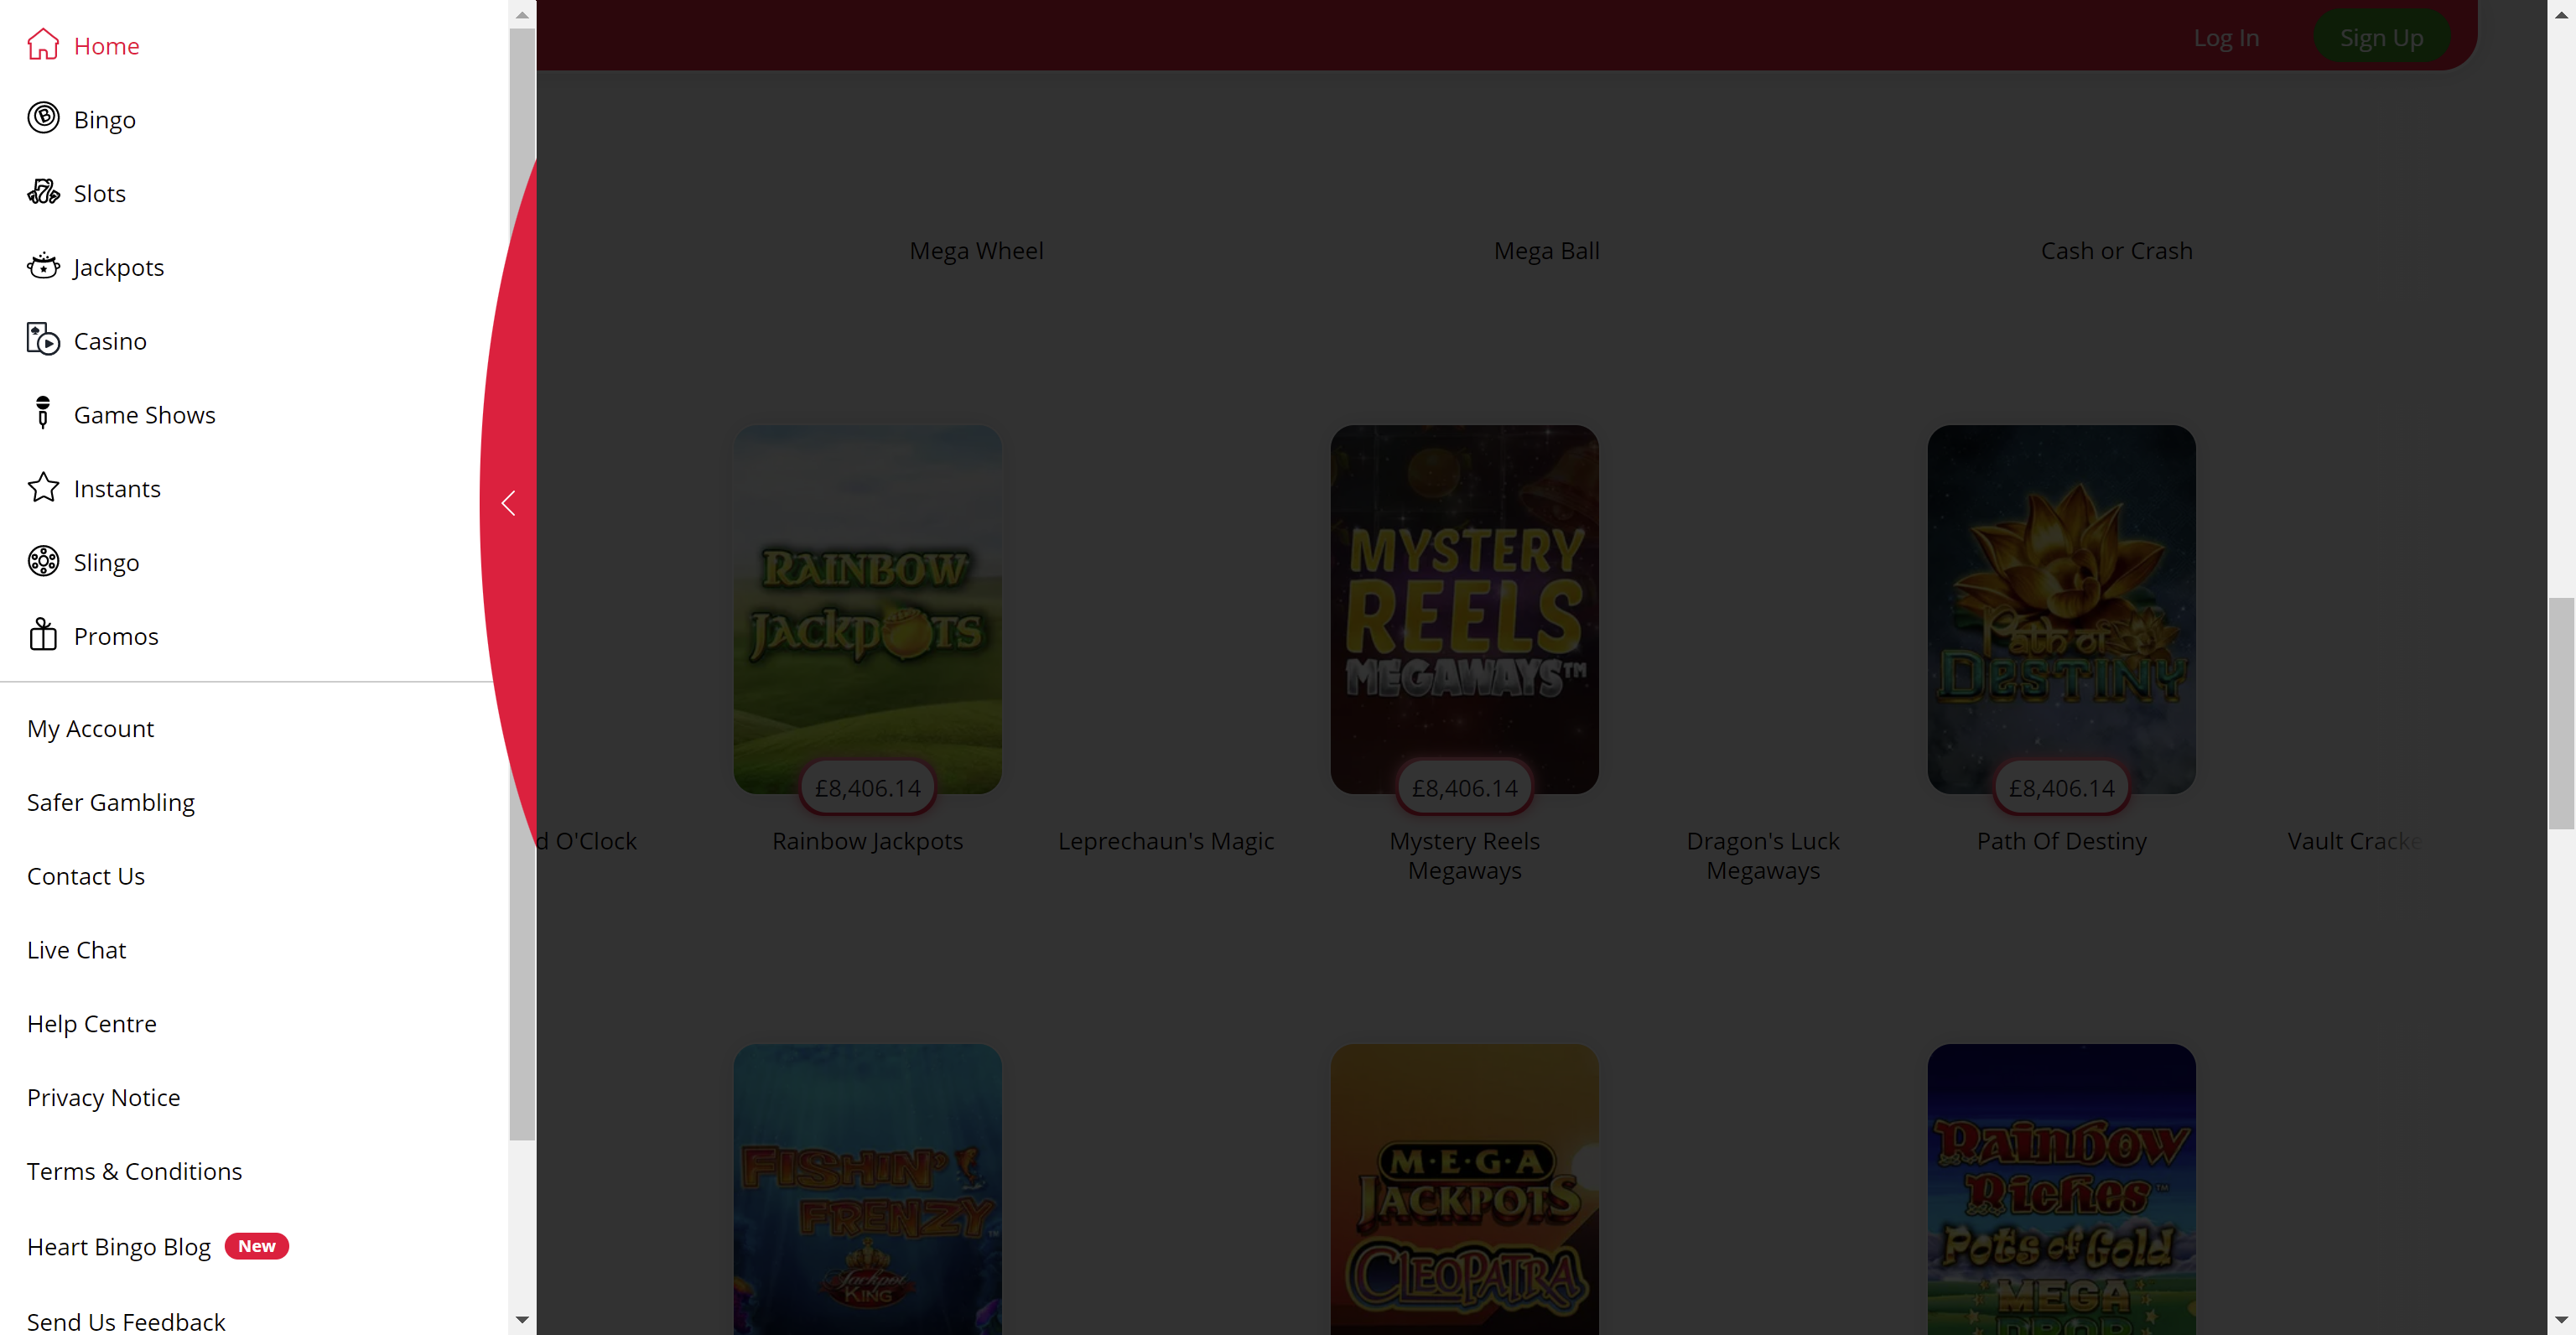 Home
Bingo
Slots
Jackpots
Casino
Game Shows
Instants
Slingo
Promos
My Account
Safer Gambling
Contact Us
Live Chat
Help Centre
Privacy Notice
Terms & Conditions
Heart Bingo Blog New
Send Us Feedback
Log In
Sign Up
Mega Wheel
Mega Ball
Cash or Crash
RAINBOW
JACKPOTS
£8,406.14
MYSTERY
REELS
MEGAWAYS™
£8,406.14
Path of
DESTINY
£8,406.14
d O'Clock
Rainbow Jackpots
Leprechaun's Magic
Mystery Reels
Megaways
Dragon's Luck
Megaways
Path Of Destiny
Vault Cracke
FISHIN'
FRENZY™
Jackpot
KING
M·E·G·A
JACKPOTS
CLEOPATRA
Rainbow
Riches™
Pots of Gold
MEGA
DROP